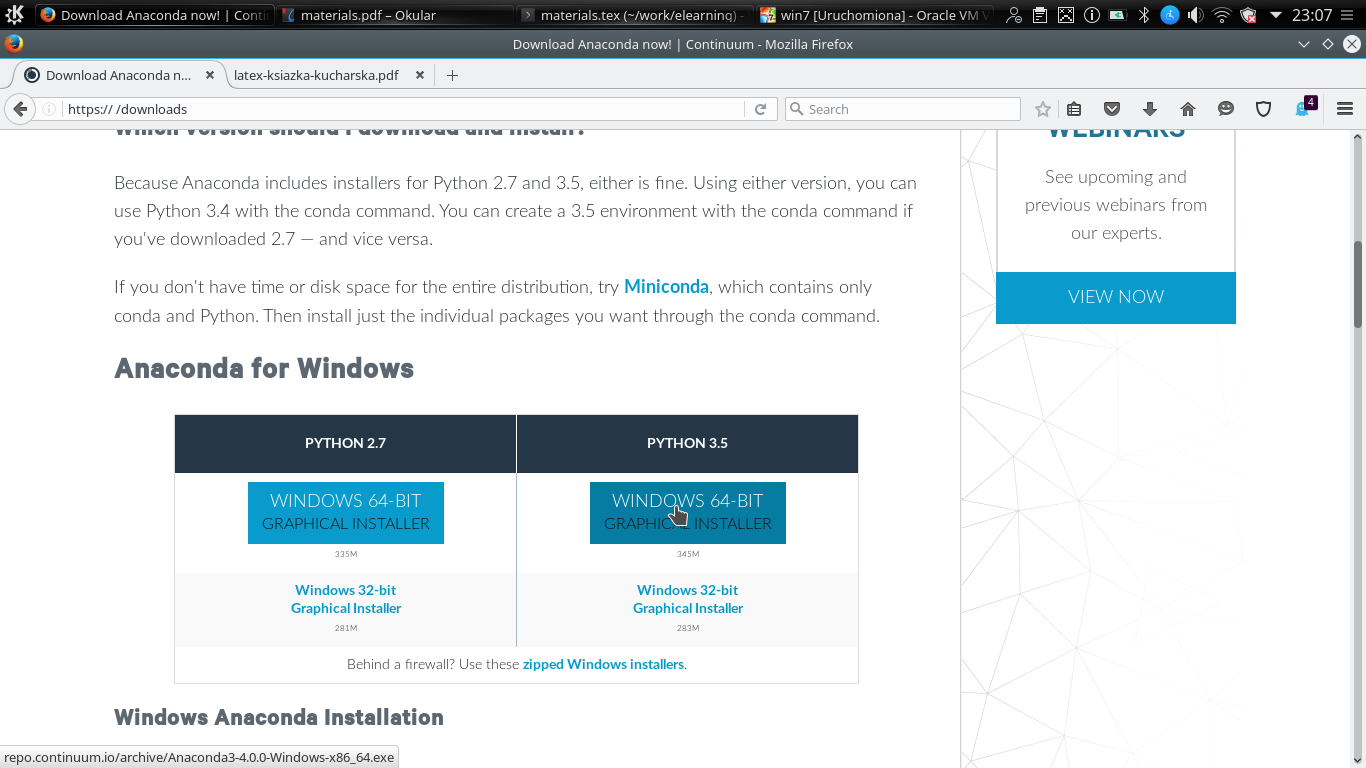 Download Anaconda now! | Conti
materials.pdf – Okular
materials.tex (~/work/elearning) -
win7 [Uruchomiona] - Oracle VM V
23:07
Download Anaconda now! | Continuum - Mozilla Firefox
Download Anaconda n...
latex-ksiazka-kucharska.pdf
https:// /downloads
Search
4
Which version should I download and install?
Because Anaconda includes installers for Python 2.7 and 3.5, either is fine. Using either version, you can
use Python 3.4 with the conda command. You can create a 3.5 environment with the conda command if
you've downloaded 2.7 — and vice versa.
If you don't have time or disk space for the entire distribution, try Miniconda, which contains only
conda and Python. Then install just the individual packages you want through the conda command.
Anaconda for Windows
PYTHON 2.7
PYTHON 3.5
WINDOWS 64-BIT
GRAPHICAL INSTALLER
335M
WINDOWS 64-BIT
GRAPHICAL INSTALLER
345M
Windows 32-bit
Graphical Installer
281M
Windows 32-bit
Graphical Installer
283M
Behind a firewall? Use these zipped Windows installers.
Windows Anaconda Installation
WEBINARS
See upcoming and
previous webinars from
our experts.
VIEW NOW
repo.continuum.io/archive/Anaconda3-4.0.0-Windows-x86_64.exe